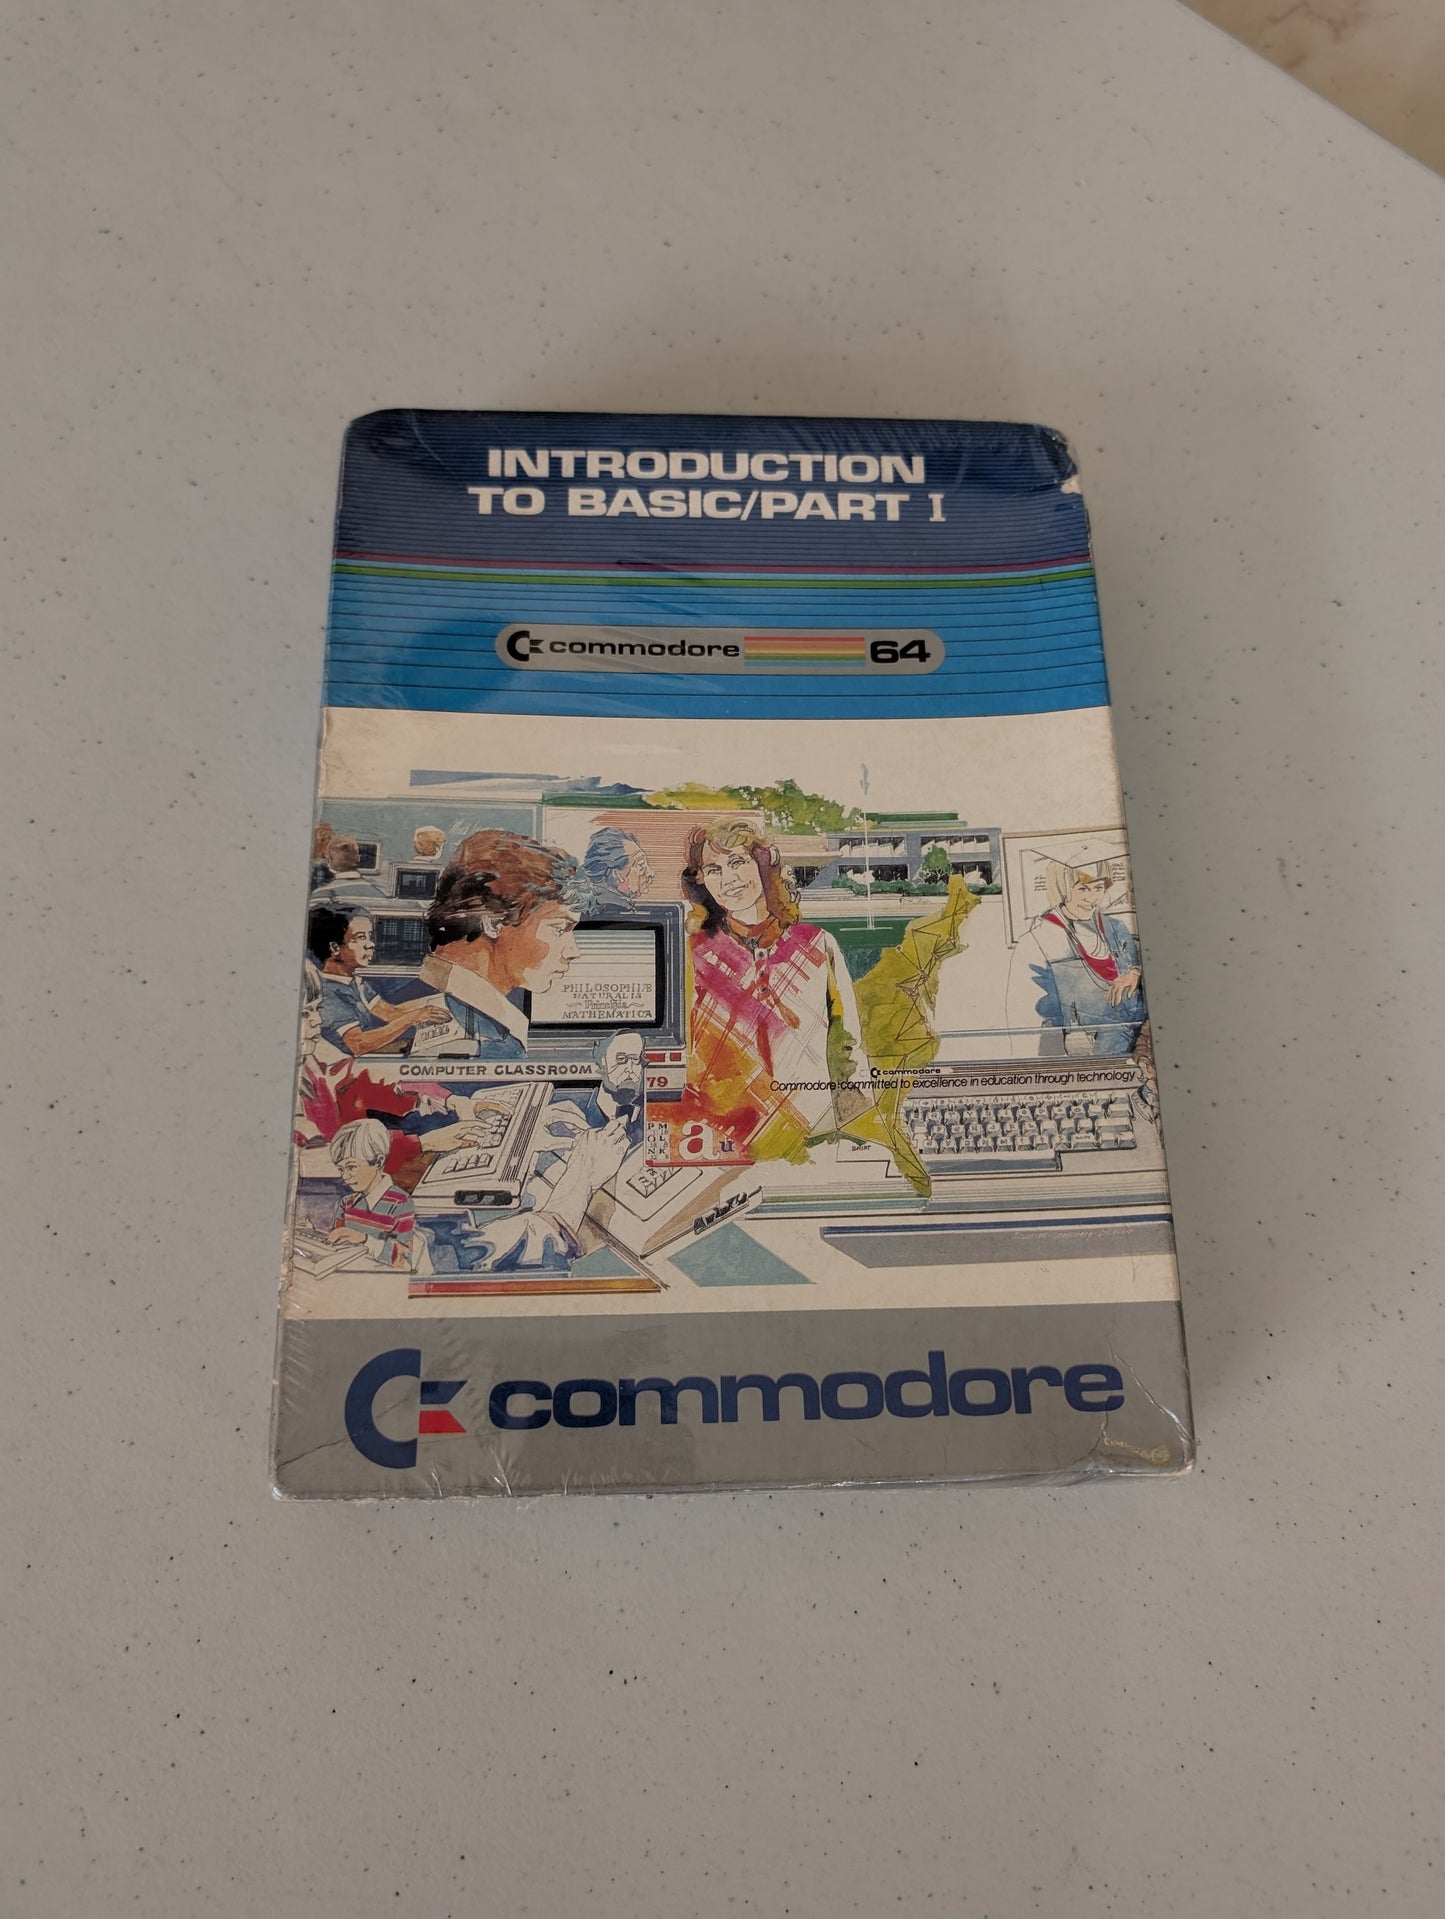 INTRODUCTION
TO BASIC/PART I
commodore 64
PHILOSOPHIÆ
NATURALIS
Principia
MATHEMATICA
COMPUTER CLASSROOM
79
commodore
Commodore: committed to excellence in education through technology
a
u
commodore